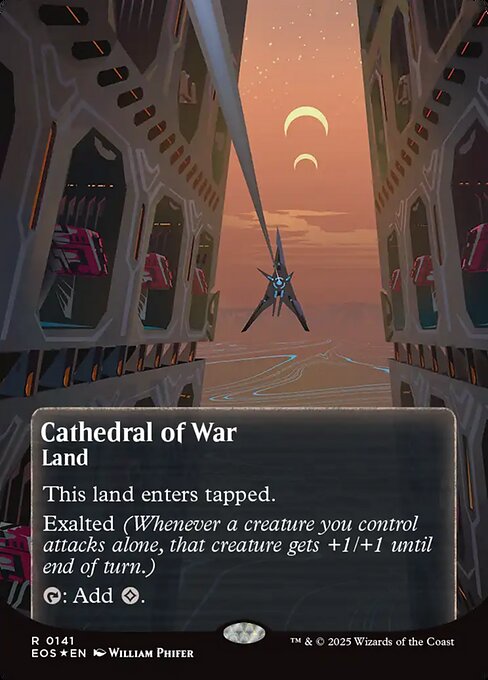 Cathedral of War
Land
This land enters tapped.
Exalted (Whenever a creature you control
attacks alone, that creature gets +1/+1 until
end of turn.)
: Add .
R 0141
EOS★EN William Phifer
™ & © 2025 Wizards of the Coast